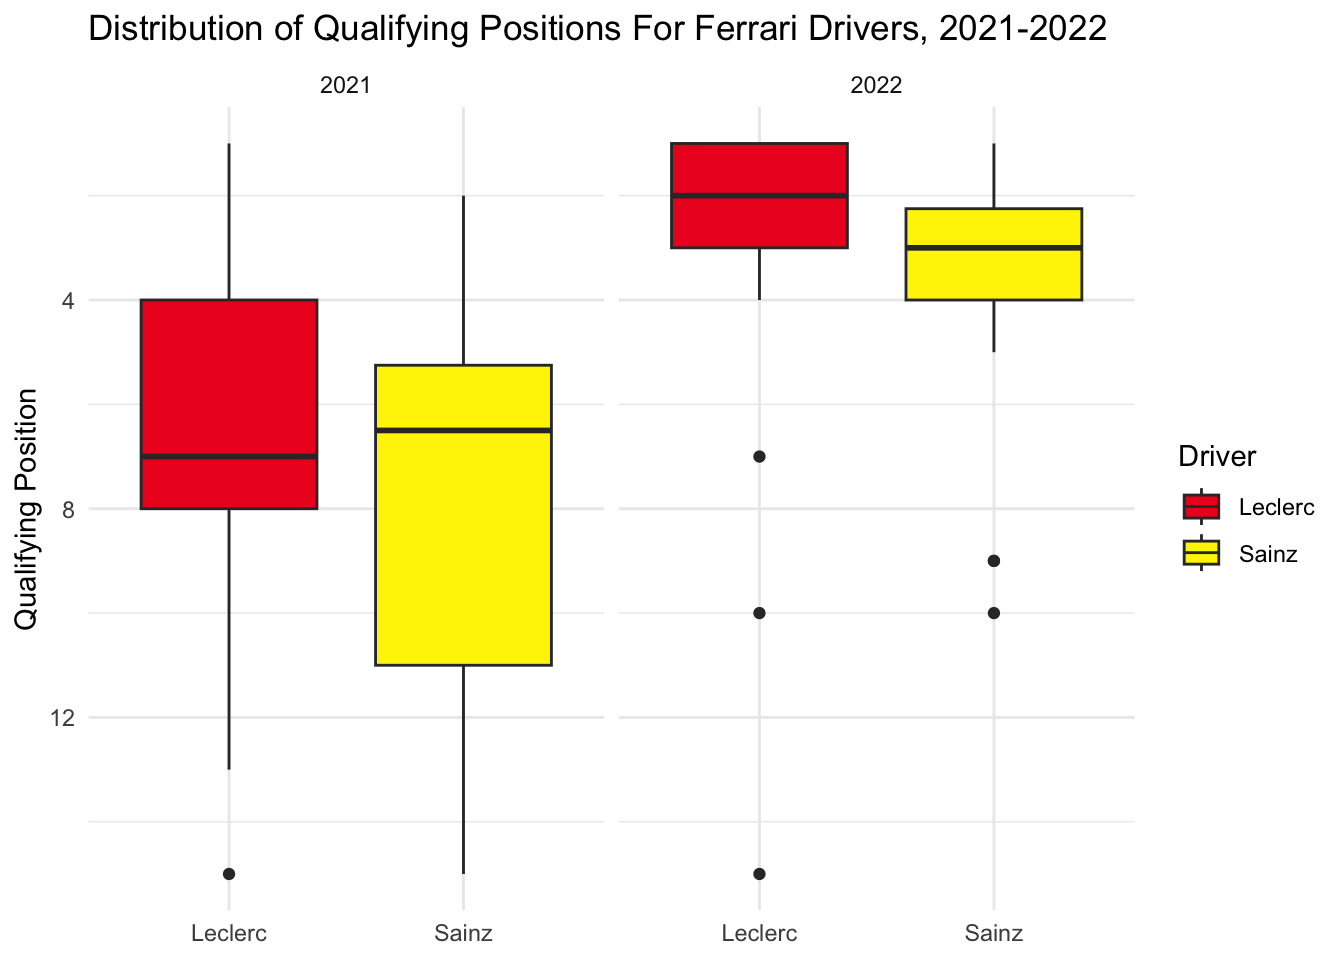 Distribution of Qualifying Positions For Ferrari Drivers, 2021-2022
2021
2022
Qualifying Position
4
8
12
Leclerc
Sainz
Leclerc
Sainz
Driver
Leclerc
Sainz